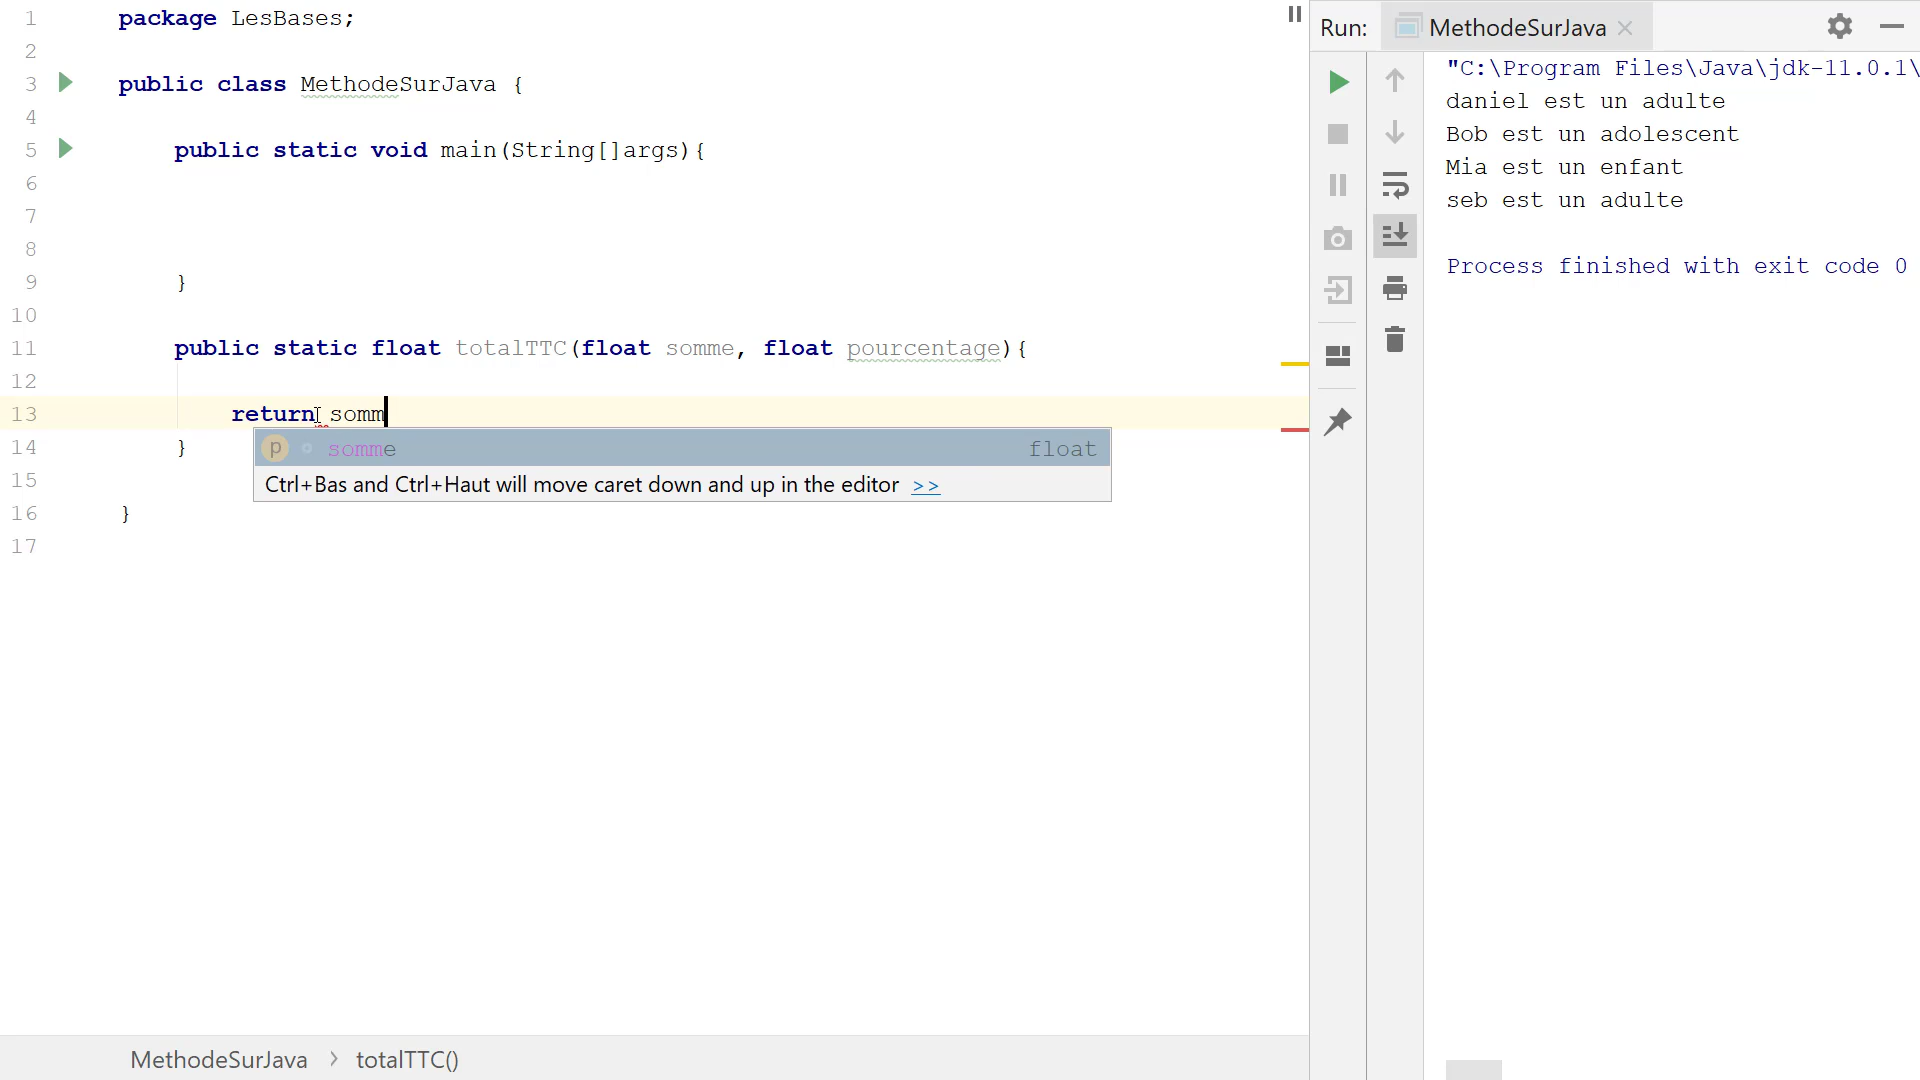 1 package LesBases;
2
3 public class MethodeSurJava {
4
5 public static void main(String[]args){
6
7
8
9 }
10
11 public static float totalTTC(float somme, float pourcentage){
12
13 return somm
14 }
15
16 }
17
p somme float
Ctrl+Bas and Ctrl+Haut will move caret down and up in the editor >>
MethodeSurJava > totalTTC()
Run: MethodeSurJava
"C:\Program Files\Java\jdk-11.0.1\
daniel est un adulte
Bob est un adolescent
Mia est un enfant
seb est un adulte
Process finished with exit code 0